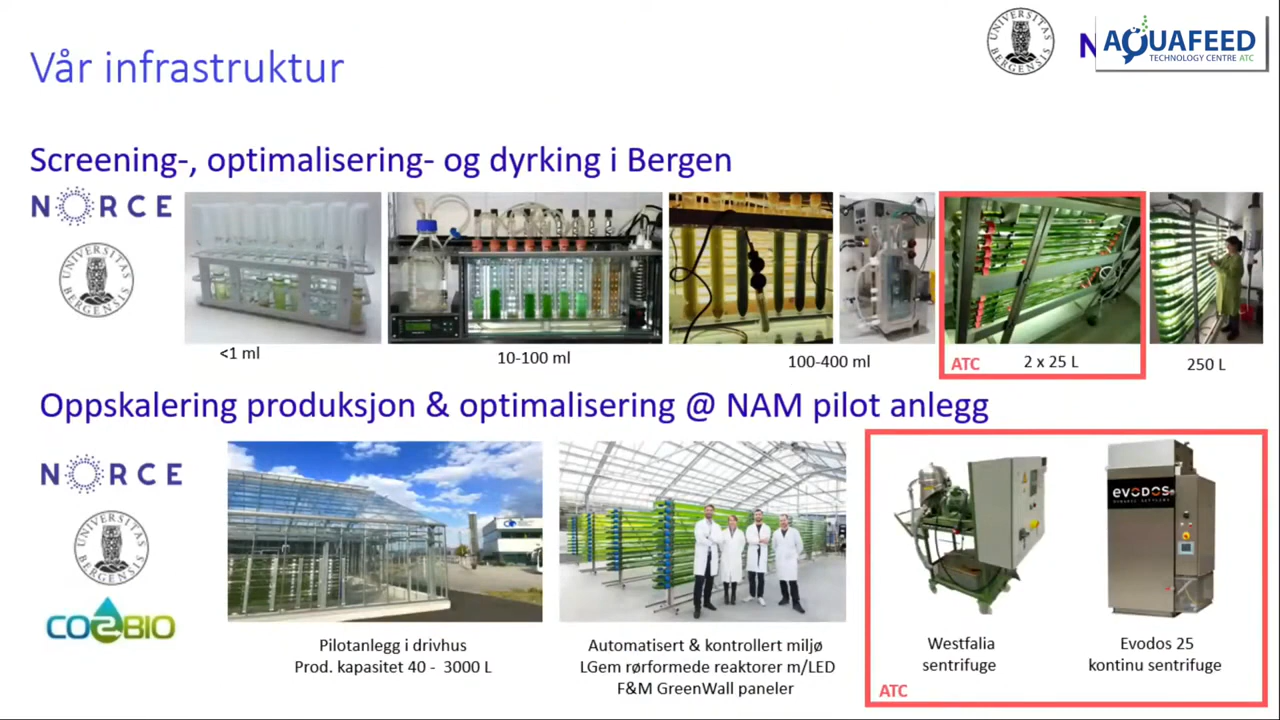 Vår infrastruktur
UNIVERSITAS BERGENSIS
N
AQUAFEED
TECHNOLOGY CENTRE ATC
Screening-, optimalisering- og dyrking i Bergen
NORCE
UNIVERSITAS BERGENSIS
<1 ml
10-100 ml
100-400 ml
ATC
2 x 25 L
250 L
Oppskalering produksjon & optimalisering @ NAM pilot anlegg
NORCE
UNIVERSITAS BERGENSIS
CO2BIO
evodos
Pilotanlegg i drivhus
Prod. kapasitet 40 - 3000 L
Automatisert & kontrollert miljø
LGem rørformede reaktorer m/LED
F&M GreenWall paneler
Westfalia
sentrifuge
Evodos 25
kontinu sentrifuge
ATC